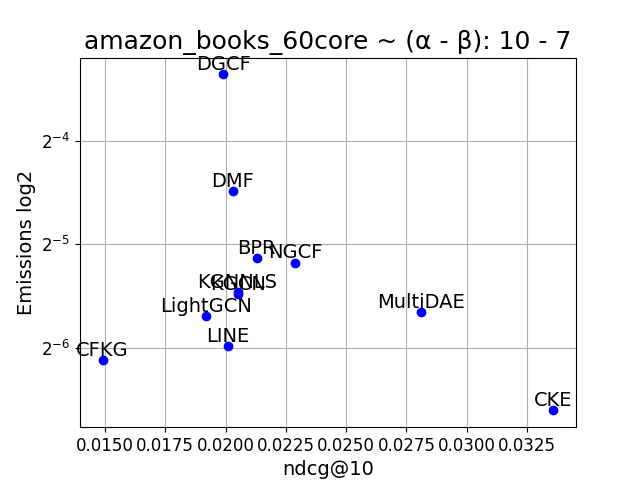 amazon_books_60core ~ (α - β): 10 - 7
DGCF
2⁻⁴
DMF
Emissions log2
2⁻⁵
BPR
NGCF
KGNNLS
KGCN
MultiDAE
LightGCN
LINE
2⁻⁶
CFKG
CKE
0.0150 0.0175 0.0200 0.0225 0.0250 0.0275 0.0300 0.0325
ndcg@10